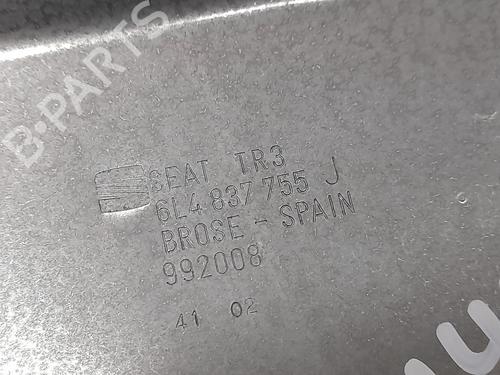 B-PARTS
SEAT TR3
6L4 837 755 J
BROSE - SPAIN
992008
41 02